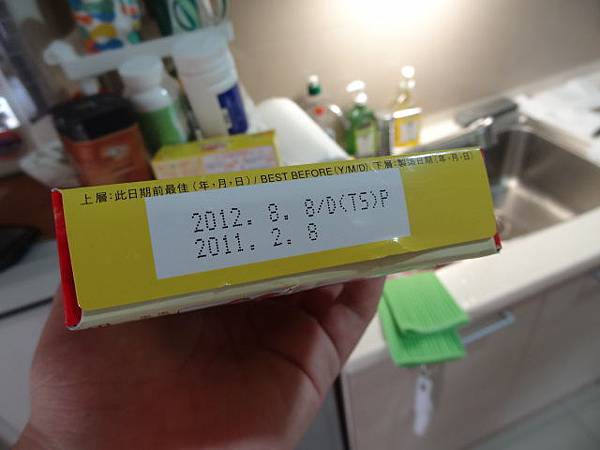 上層:此日期前最佳(年,月,日)/ BEST BEFORE(Y/M/D) 下層:製造日期(年,月,日)
2012. 8. 8/D(TS)P
2011. 2. 8